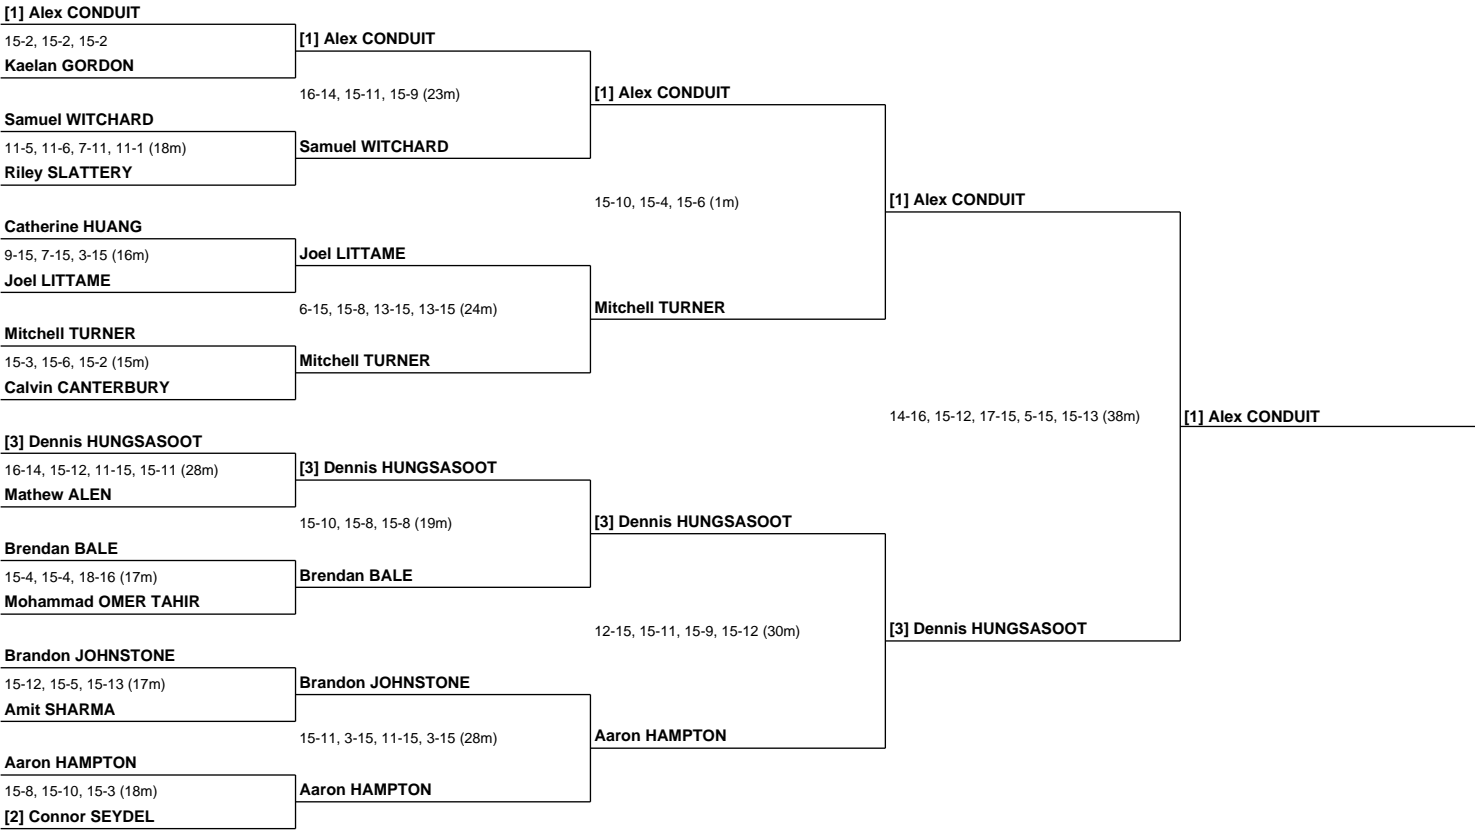 [1] Alex CONDUIT
15-2, 15-2, 15-2
Kaelan GORDON
Samuel WITCHARD
11-5, 11-6, 7-11, 11-1 (18m)
Riley SLATTERY
Catherine HUANG
9-15, 7-15, 3-15 (16m)
Joel LITTAME
Mitchell TURNER
15-3, 15-6, 15-2 (15m)
Calvin CANTERBURY
[3] Dennis HUNGSASOOT
16-14, 15-12, 11-15, 15-11 (28m)
Mathew ALEN
Brendan BALE
15-4, 15-4, 18-16 (17m)
Mohammad OMER TAHIR
Brandon JOHNSTONE
15-12, 15-5, 15-13 (17m)
Amit SHARMA
Aaron HAMPTON
15-8, 15-10, 15-3 (18m)
[2] Connor SEYDEL
[1] Alex CONDUIT
16-14, 15-11, 15-9 (23m)
Samuel WITCHARD
Joel LITTAME
6-15, 15-8, 13-15, 13-15 (24m)
Mitchell TURNER
[3] Dennis HUNGSASOOT
15-10, 15-8, 15-8 (19m)
Brendan BALE
Brandon JOHNSTONE
15-11, 3-15, 11-15, 3-15 (28m)
Aaron HAMPTON
[1] Alex CONDUIT
15-10, 15-4, 15-6 (1m)
Mitchell TURNER
[3] Dennis HUNGSASOOT
12-15, 15-11, 15-9, 15-12 (30m)
Aaron HAMPTON
[1] Alex CONDUIT
14-16, 15-12, 17-15, 5-15, 15-13 (38m)
[3] Dennis HUNGSASOOT
[1] Alex CONDUIT